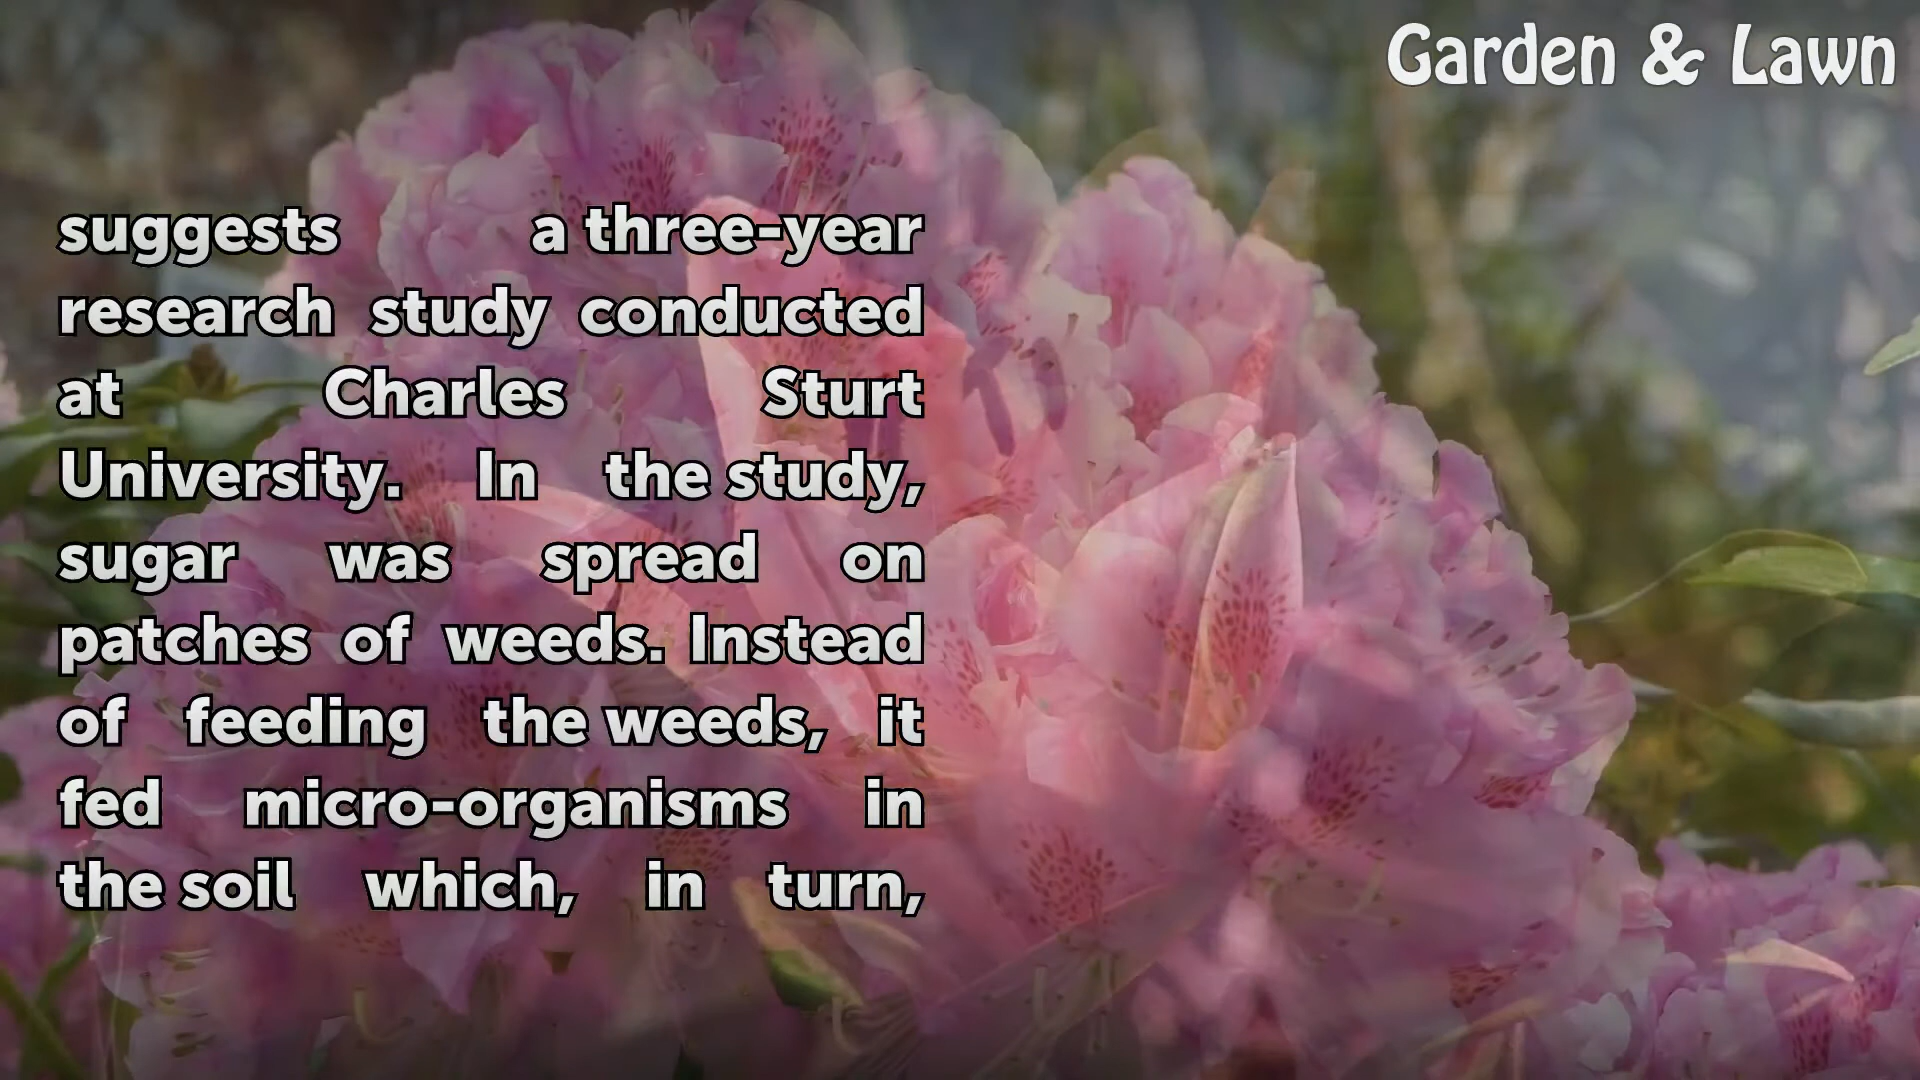 Garden & Lawn
suggests a three-year
research study conducted
at Charles Sturt
University. In the study,
sugar was spread on
patches of weeds. Instead
of feeding the weeds, it
fed micro-organisms in
the soil which, in turn,